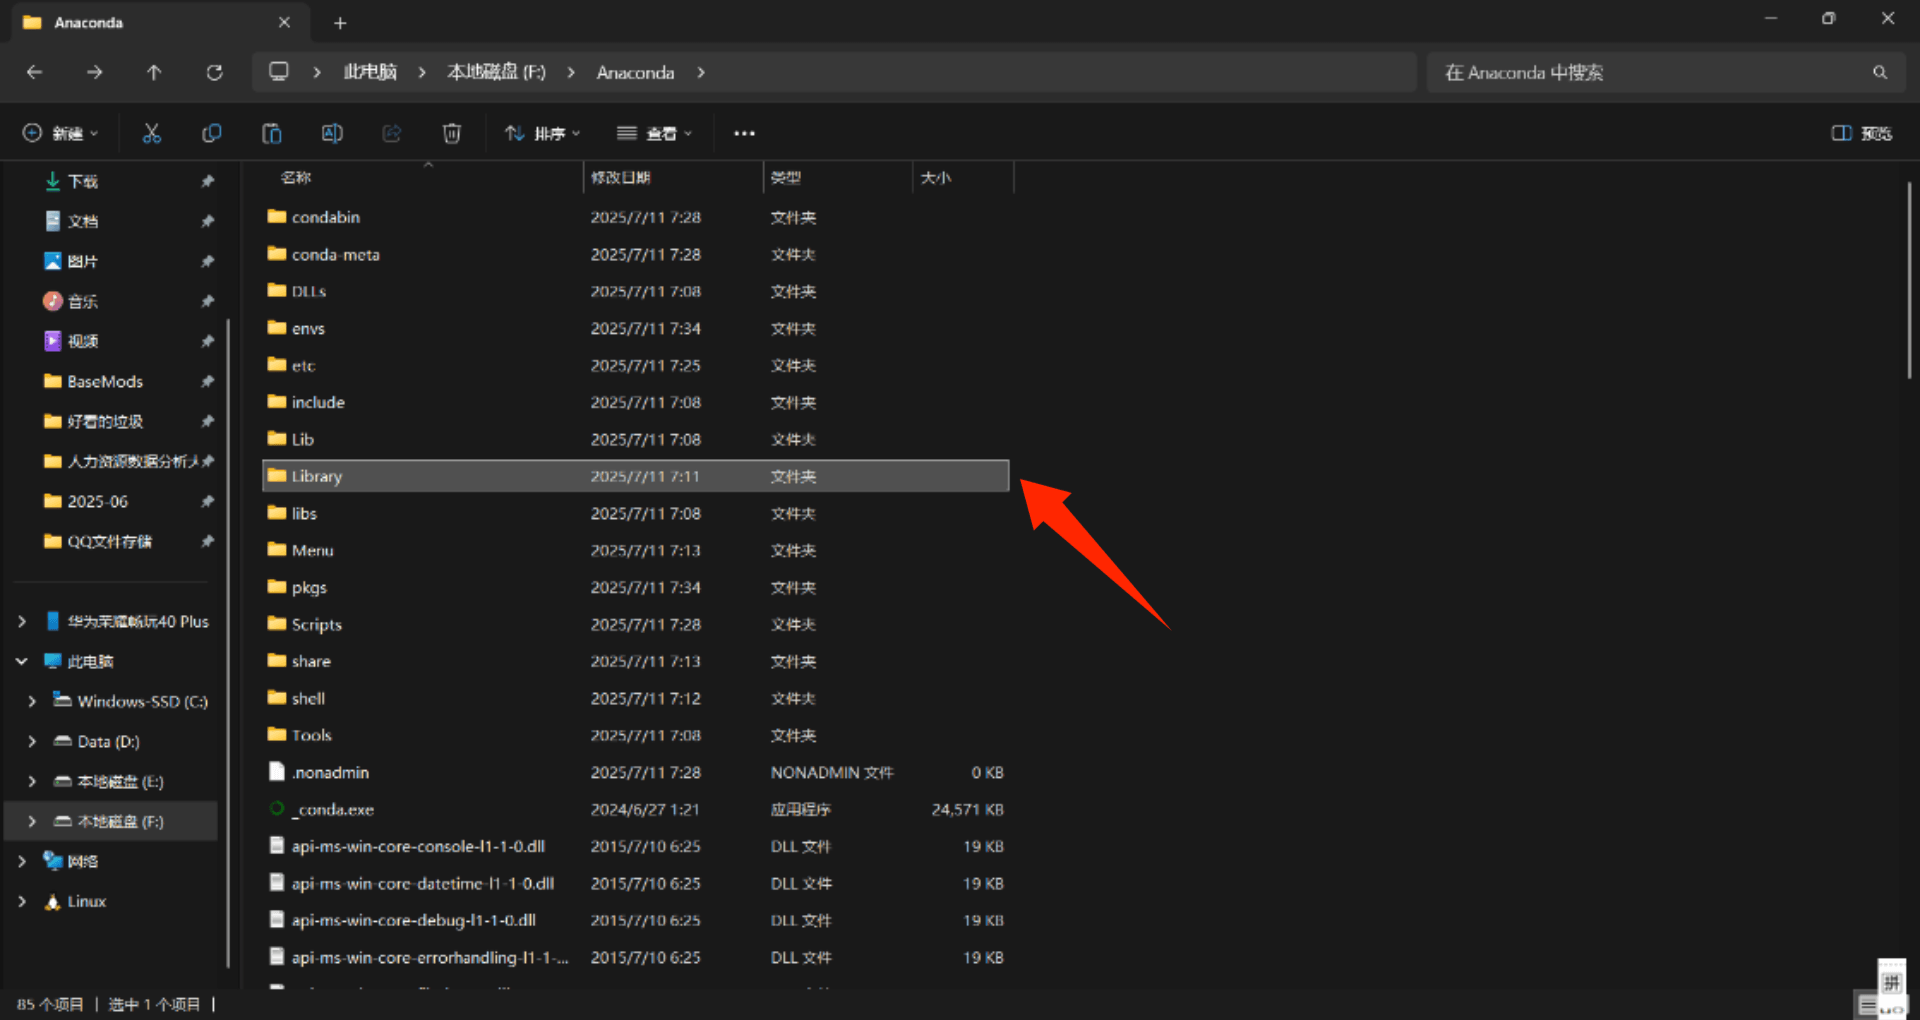 Anaconda
此电脑 本地磁盘 (F:) Anaconda
在 Anaconda 中搜索
新建 排序 查看 预览
下载
文档
图片
音乐
视频
BaseMods
好看的垃圾
人力资源数据分析
2025-06
QQ文件存储
华为荣耀畅玩40 Plus
此电脑
Windows-SSD (C:)
Data (D:)
本地磁盘 (E:)
本地磁盘 (F:)
网络
Linux
名称 修改日期 类型 大小
condabin 2025/7/11 7:28 文件夹
conda-meta 2025/7/11 7:28 文件夹
DLLs 2025/7/11 7:08 文件夹
envs 2025/7/11 7:34 文件夹
etc 2025/7/11 7:25 文件夹
include 2025/7/11 7:08 文件夹
Lib 2025/7/11 7:08 文件夹
Library 2025/7/11 7:11 文件夹
libs 2025/7/11 7:08 文件夹
Menu 2025/7/11 7:13 文件夹
pkgs 2025/7/11 7:34 文件夹
Scripts 2025/7/11 7:28 文件夹
share 2025/7/11 7:13 文件夹
shell 2025/7/11 7:12 文件夹
Tools 2025/7/11 7:08 文件夹
.nonadmin 2025/7/11 7:28 NONADMIN 文件 0 KB
_conda.exe 2024/6/27 1:21 应用程序 24,571 KB
api-ms-win-core-console-l1-1-0.dll 2015/7/10 6:25 DLL 文件 19 KB
api-ms-win-core-datetime-l1-1-0.dll 2015/7/10 6:25 DLL 文件 19 KB
api-ms-win-core-debug-l1-1-0.dll 2015/7/10 6:25 DLL 文件 19 KB
api-ms-win-core-errorhandling-l1-1-... 2015/7/10 6:25 DLL 文件 19 KB
85 个项目 | 选中 1 个项目 |
拼